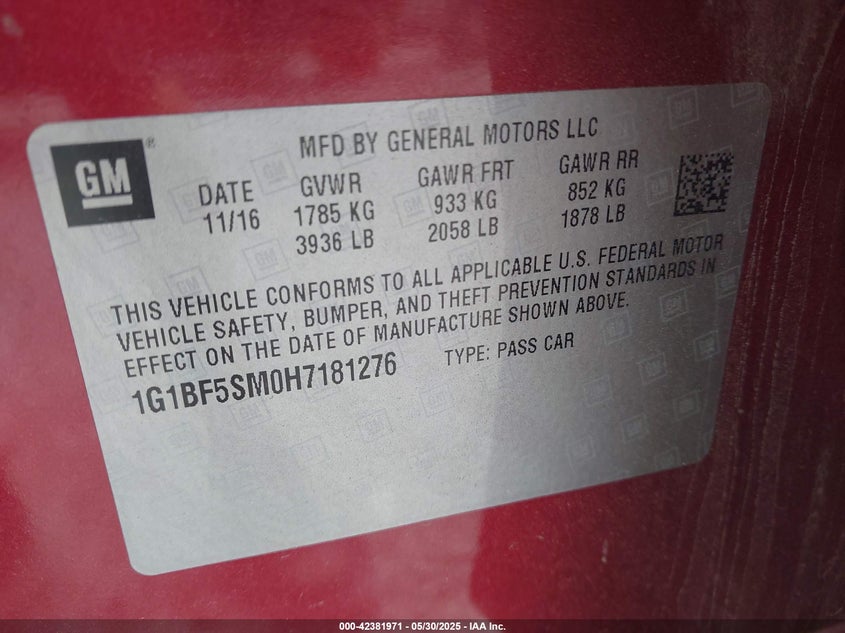 GM®
MFD BY GENERAL MOTORS LLC
DATE GVWR GAWR FRT GAWR RR
11/16 1785 KG 933 KG 852 KG
3936 LB 2058 LB 1878 LB
THIS VEHICLE CONFORMS TO ALL APPLICABLE U.S. FEDERAL MOTOR
VEHICLE SAFETY, BUMPER, AND THEFT PREVENTION STANDARDS IN
EFFECT ON THE DATE OF MANUFACTURE SHOWN ABOVE.
1G1BF5SM0H7181276 TYPE: PASS CAR
000-42381971 - 05/30/2025 - IAA Inc.